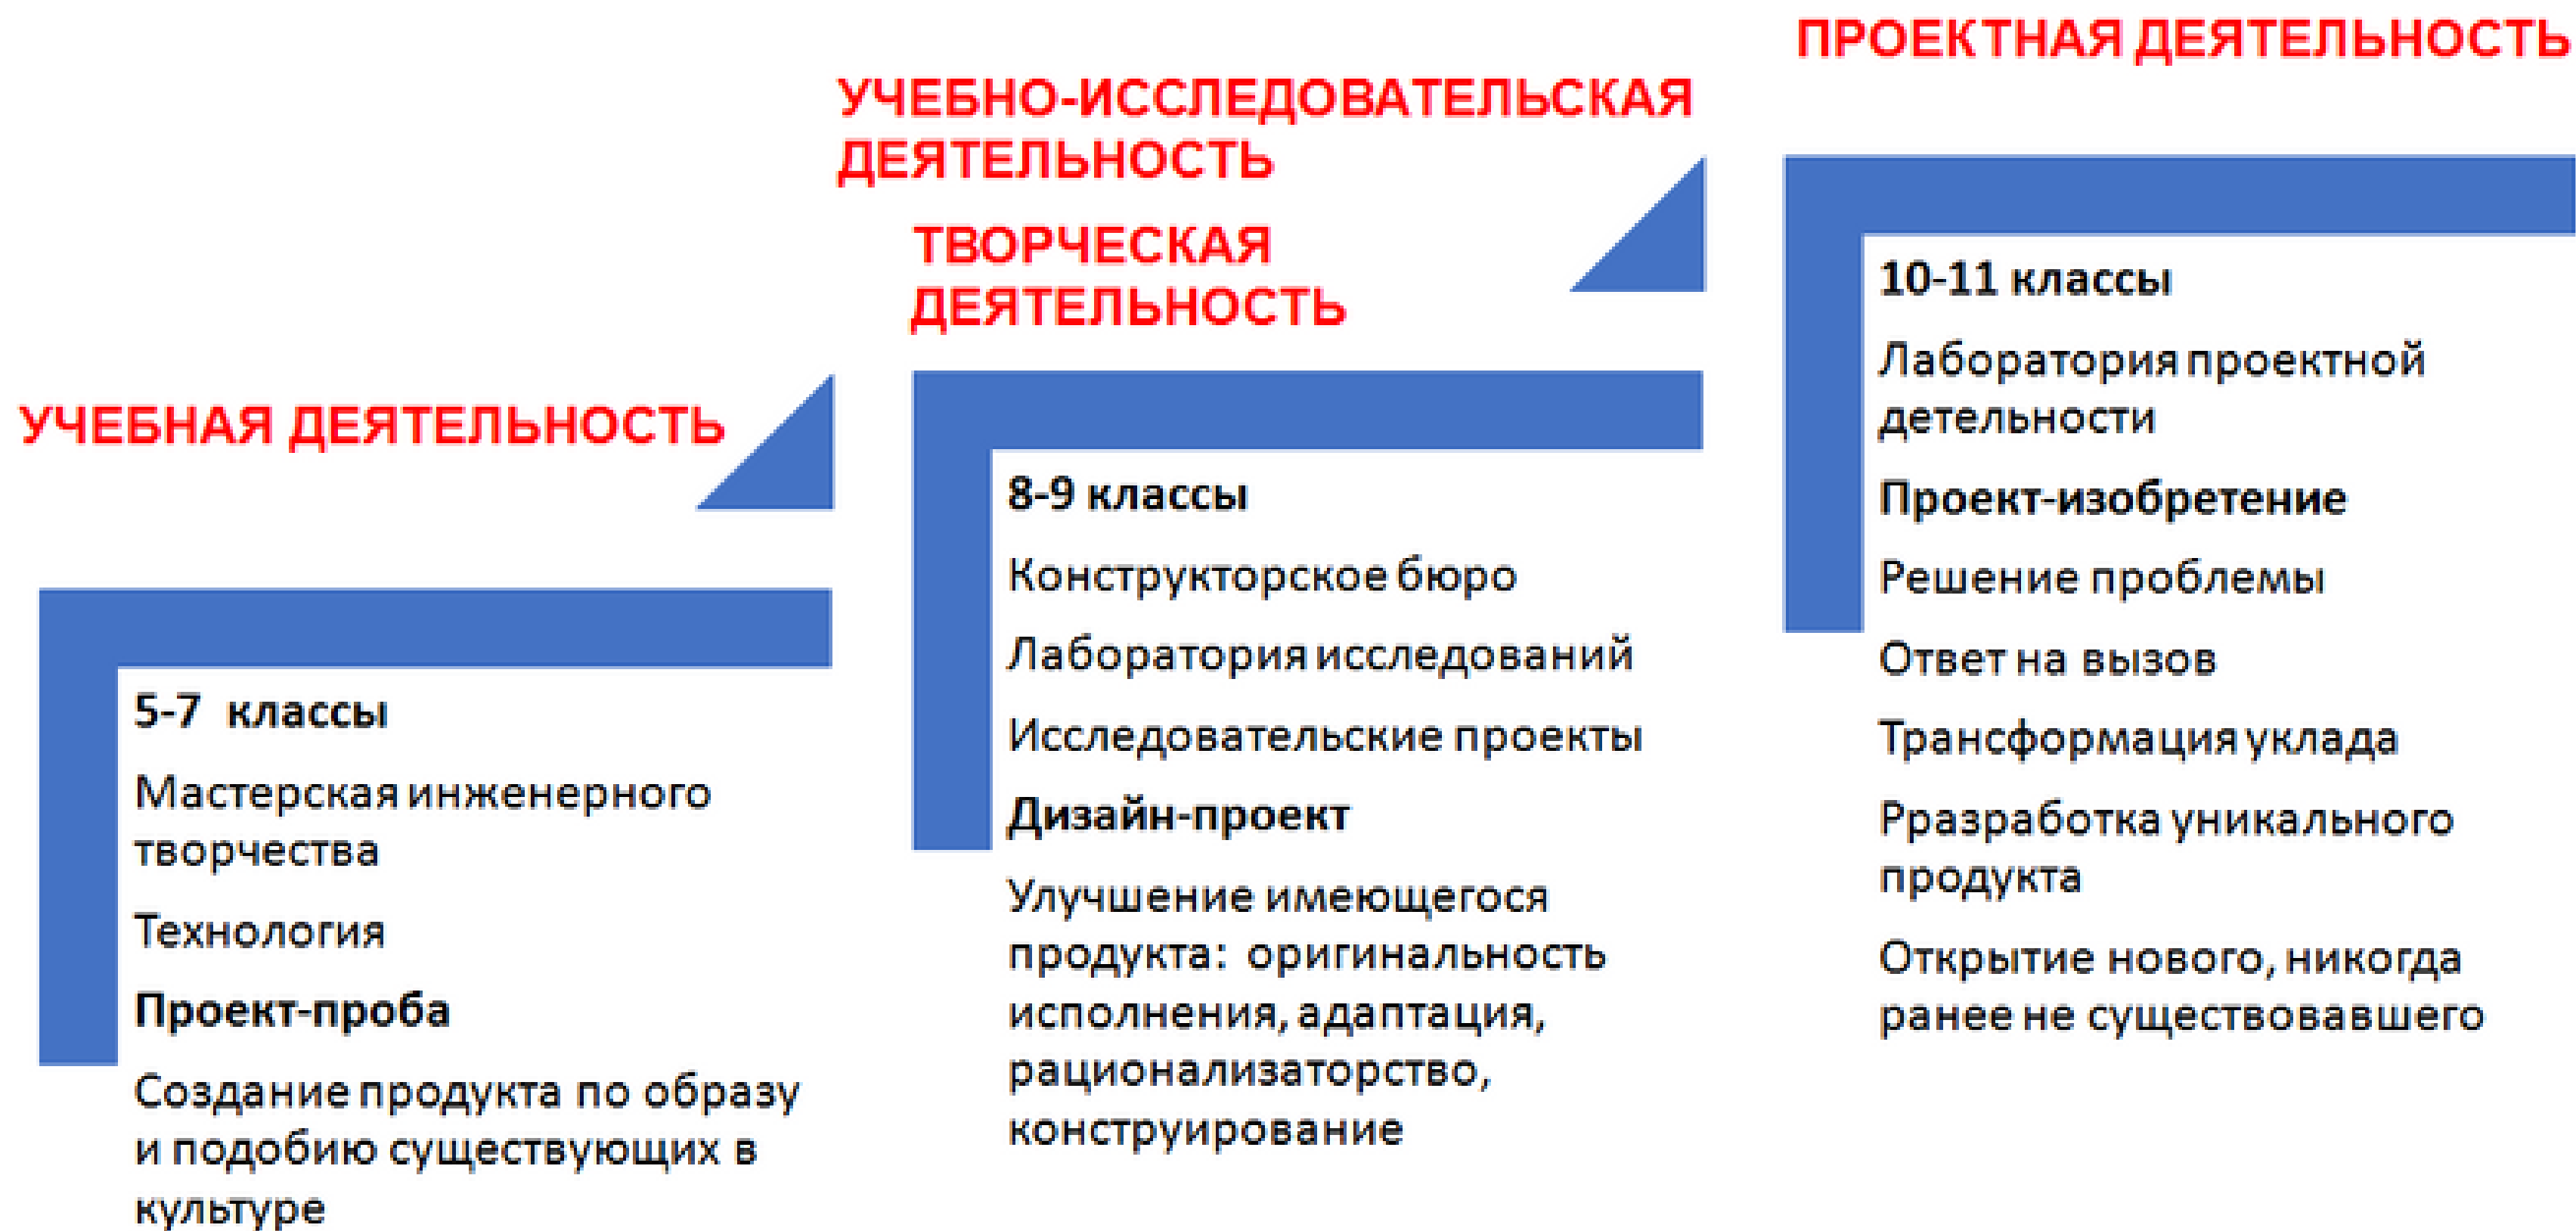 УЧЕБНАЯ ДЕЯТЕЛЬНОСТЬ
5-7 классы
Мастерская инженерного
творчества
Технология
Проект-проба
Создание продукта по образу
и подобию существующих в
культуре
УЧЕБНО-ИССЛЕДОВАТЕЛЬСКАЯ
ДЕЯТЕЛЬНОСТЬ
ТВОРЧЕСКАЯ
ДЕЯТЕЛЬНОСТЬ
8-9 классы
Конструкторское бюро
Лаборатория исследований
Исследовательские проекты
Дизайн-проект
Улучшение имеющегося
продукта: оригинальность
исполнения, адаптация,
рационализаторство,
конструирование
ПРОЕКТНАЯ ДЕЯТЕЛЬНОСТЬ
10-11 классы
Лаборатория проектной
детельности
Проект-изобретение
Решение проблемы
Ответ на вызов
Трансформация уклада
Рразработка уникального
продукта
Открытие нового, никогда
ранее не существовавшего